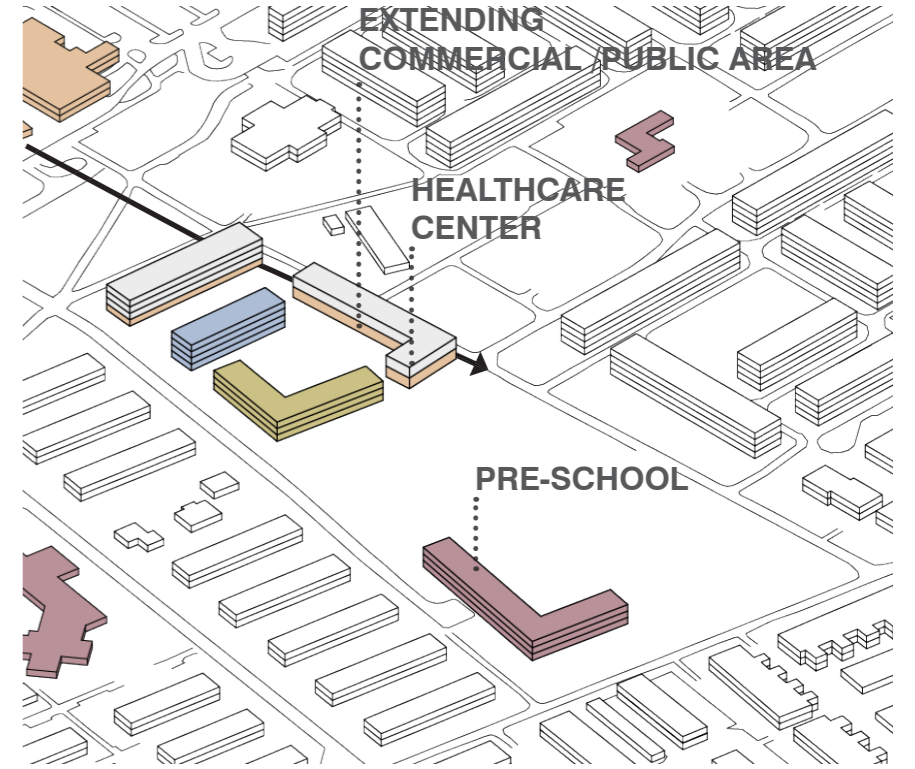 EXTENDING
COMMERCIAL /PUBLIC AREA
HEALTHCARE
CENTER
PRE-SCHOOL